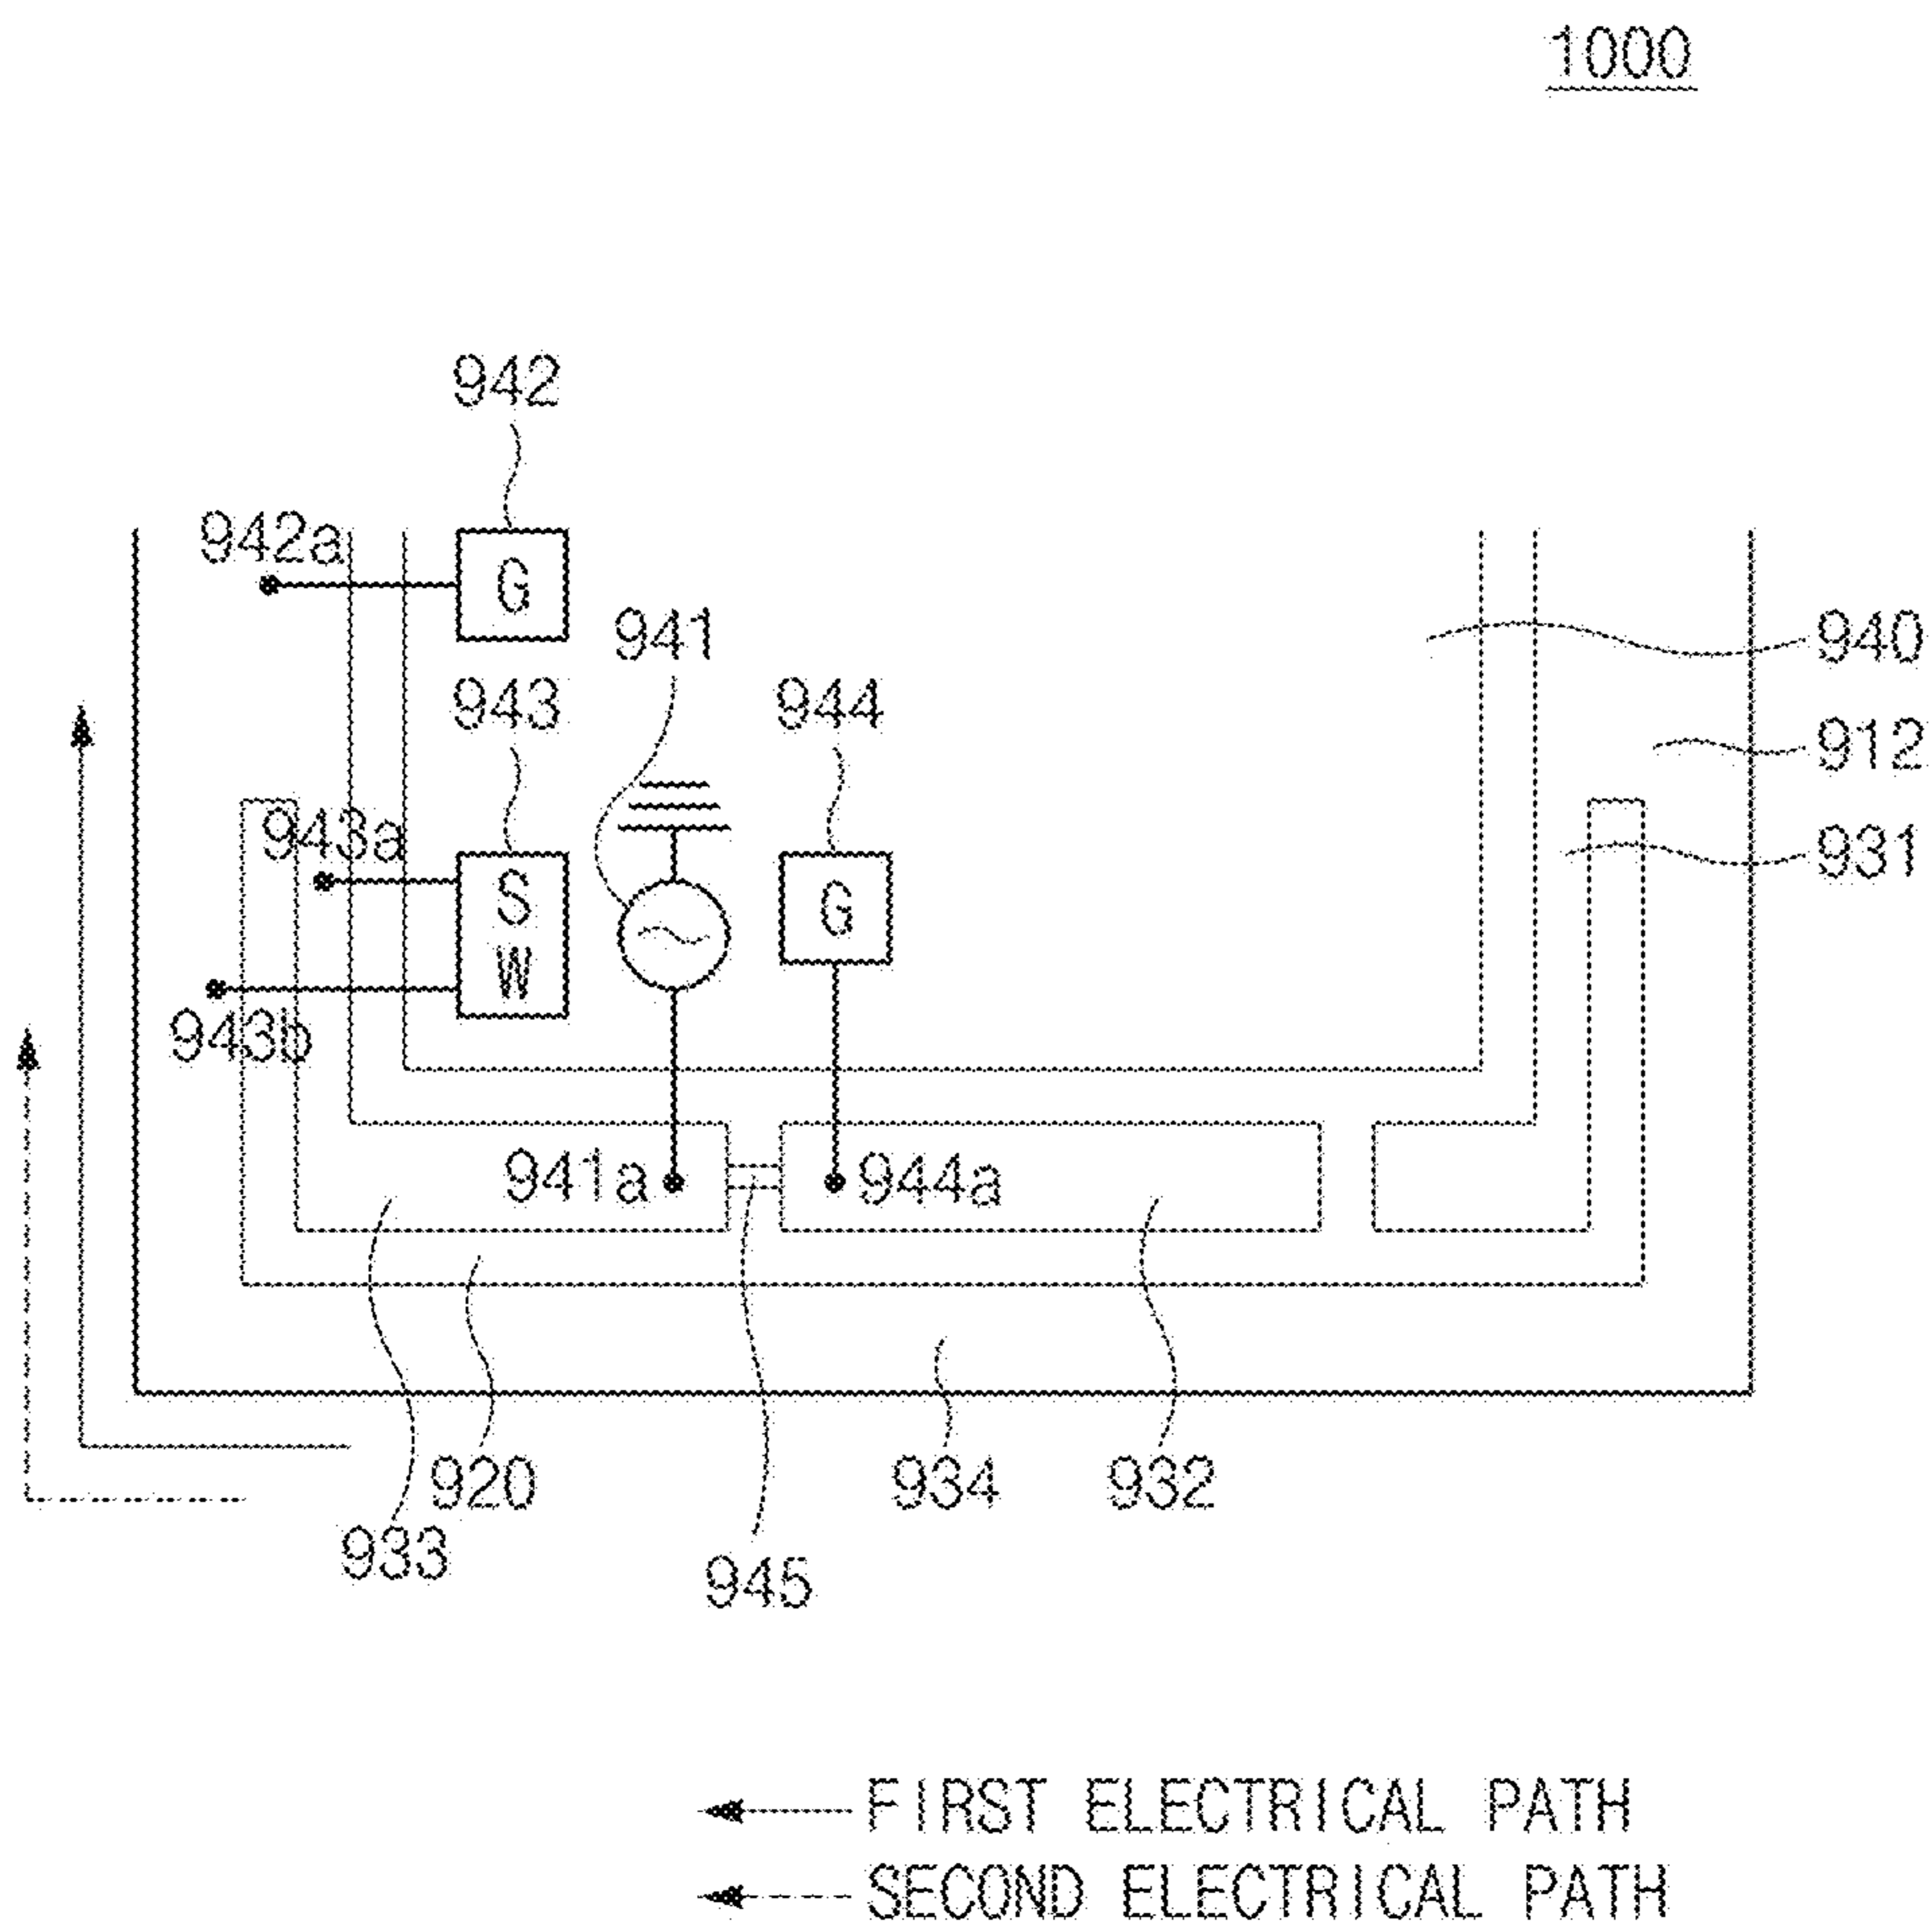 1000
942
942a
G
941
940
943
944
912
943a
931
S
W
G
943b
941a
944a
920
934
932
933
945
FIRST ELECTRICAL PATH
SECOND ELECTRICAL PATH